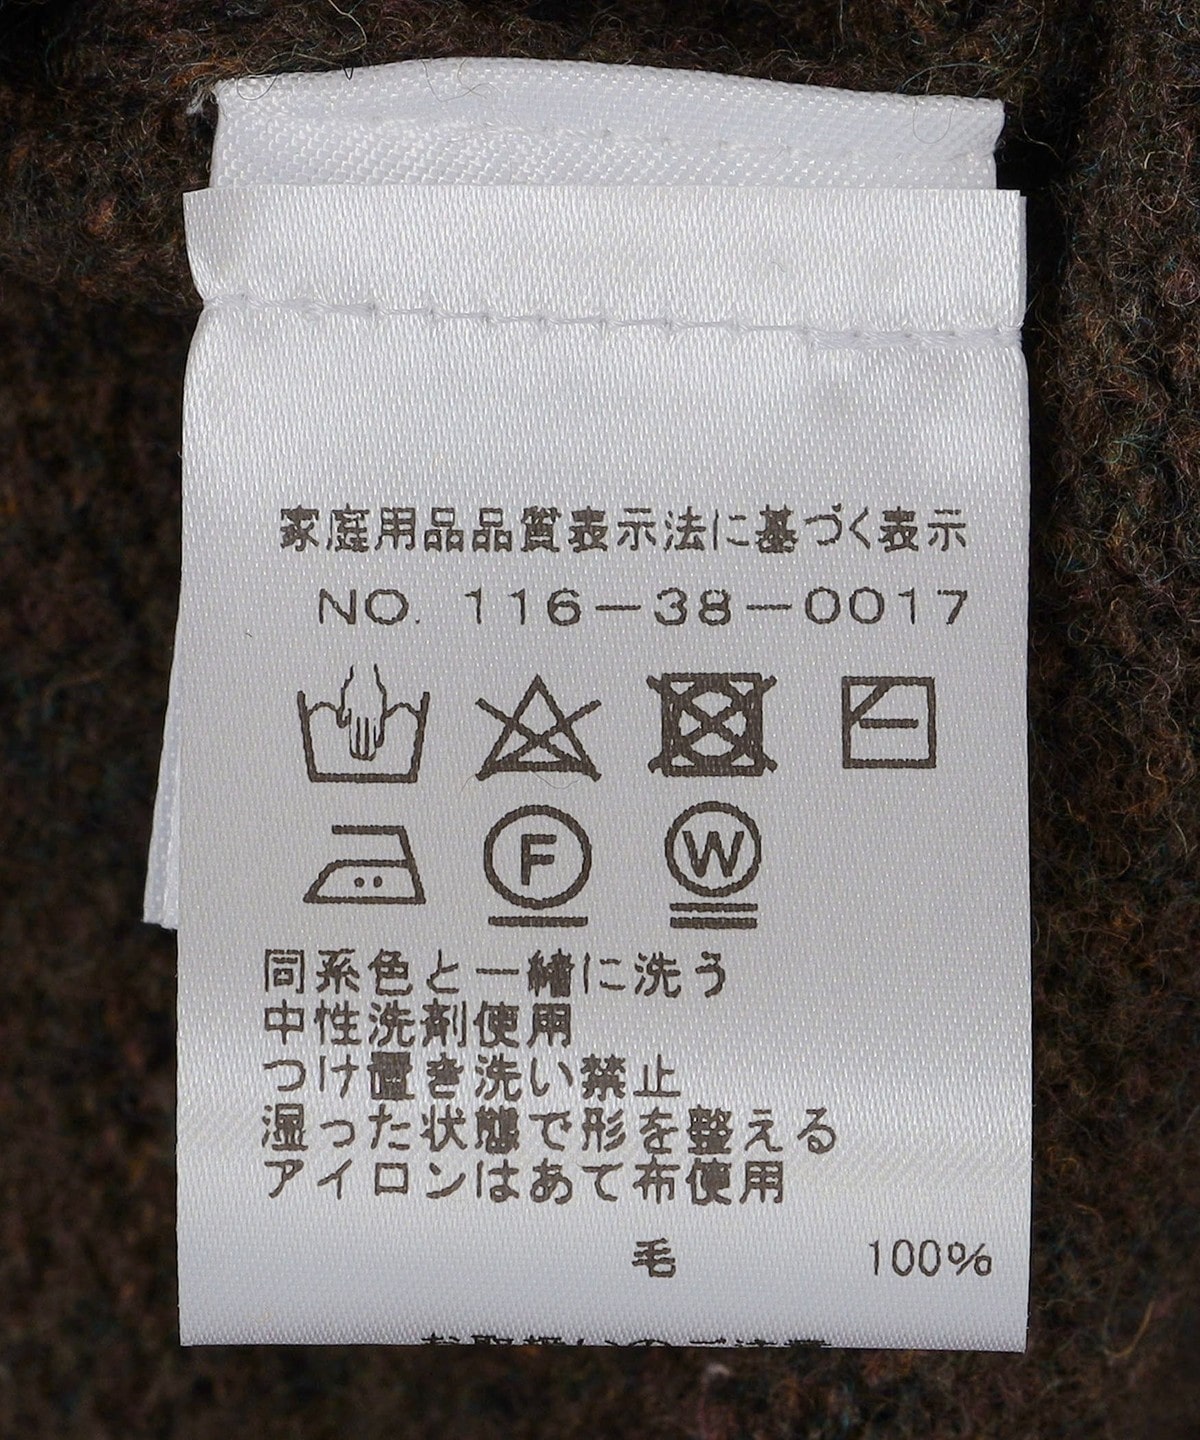 家庭用品品質表示法に基づく表示
NO. 116−38−0017
F
W
同系色と一緒に洗う
中性洗剤使用
つけ置き洗い禁止
湿った状態で形を整える
アイロンはあて布使用
毛 100%